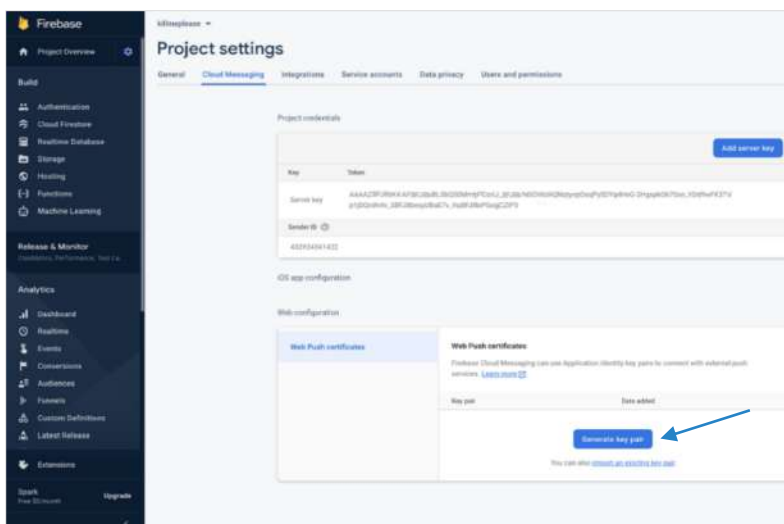 Firebase
killmeplease
Project Overview
Project settings
General Cloud Messaging Integrations Service accounts Data privacy Users and permissions
Build
Authentication
Cloud Firestore
Realtime Database
Storage
Hosting
Functions
Machine Learning
Release & Monitor
Analytics
Dashboard
Realtime
Events
Conversions
Audiences
Funnels
Custom Definitions
Latest Release
Extensions
Spark
Free $0/month
Upgrade
Project credentials
Add server key
Key Token
Server key
Sender ID
iOS app configuration
Web configuration
Web Push certificates
Web Push certificates
Firebase Cloud Messaging can use Application Identity key pairs to connect with external push
services. Learn more
Key pair Date added
Generate key pair
You can also import an existing key pair